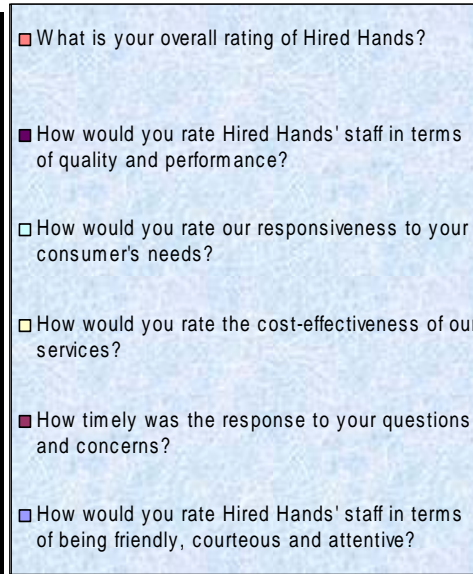 What is your overall rating of Hired Hands?
How would you rate Hired Hands' staff in terms
of quality and performance?
How would you rate our responsiveness to your
consumer's needs?
How would you rate the cost-effectiveness of our
services?
How timely was the response to your questions
and concerns?
How would you rate Hired Hands' staff in terms
of being friendly, courteous and attentive?